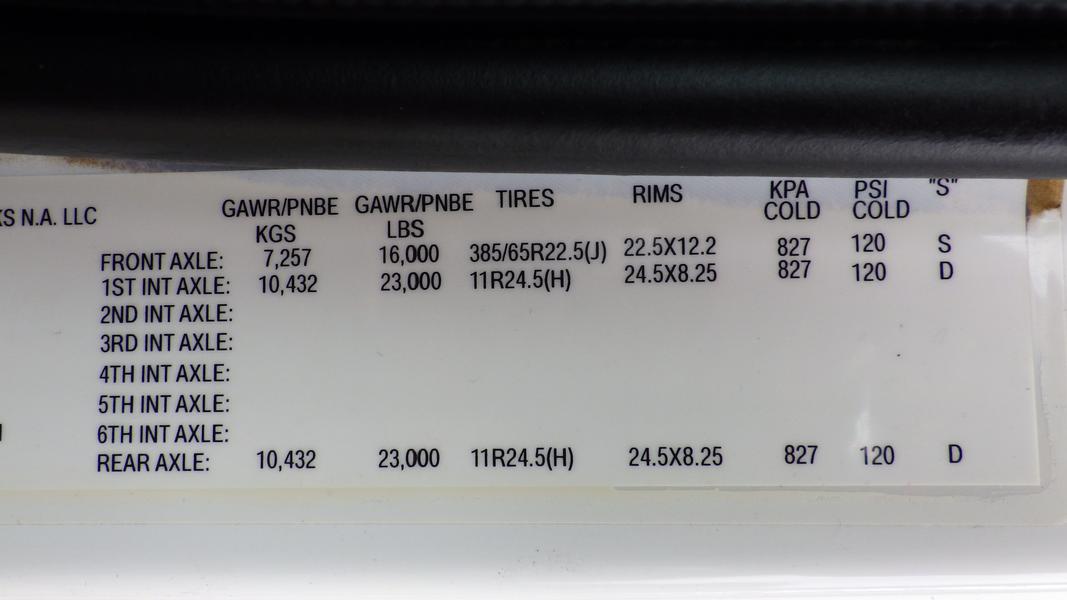 KS N.A. LLC GAWR/PNBE GAWR/PNBE TIRES RIMS KPA PSI "S"
KGS LBS COLD COLD
FRONT AXLE: 7,257 16,000 385/65R22.5(J) 22.5X12.2 827 120 S
1ST INT AXLE: 10,432 23,000 11R24.5(H) 24.5X8.25 827 120 D
2ND INT AXLE:
3RD INT AXLE:
4TH INT AXLE:
5TH INT AXLE:
6TH INT AXLE:
REAR AXLE: 10,432 23,000 11R24.5(H) 24.5X8.25 827 120 D